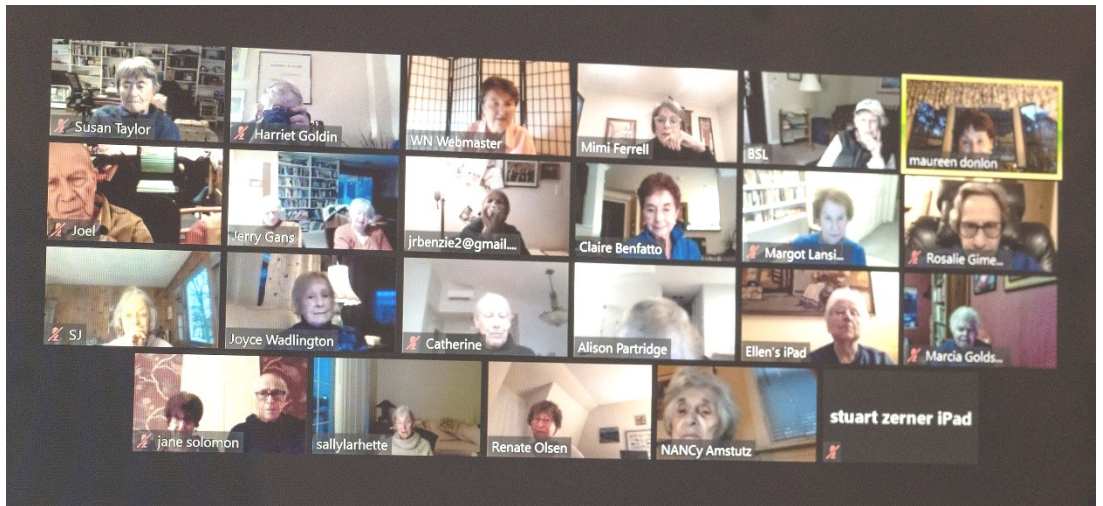 Susan Taylor
Harriet Goldin
WN Webmaster
Mimi Ferrell
BSL
maureen donlon
Joel
Jerry Gans
jrbenzie2@gmail....
Claire Benfatto
Margot Lansi...
Rosalie Gime...
SJ
Joyce Wadlington
Catherine
Alison Partridge
Ellen's iPad
Marcia Golds...
jane solomon
sallylarhette
Renate Olsen
NANCy Amstutz
stuart zerner iPad